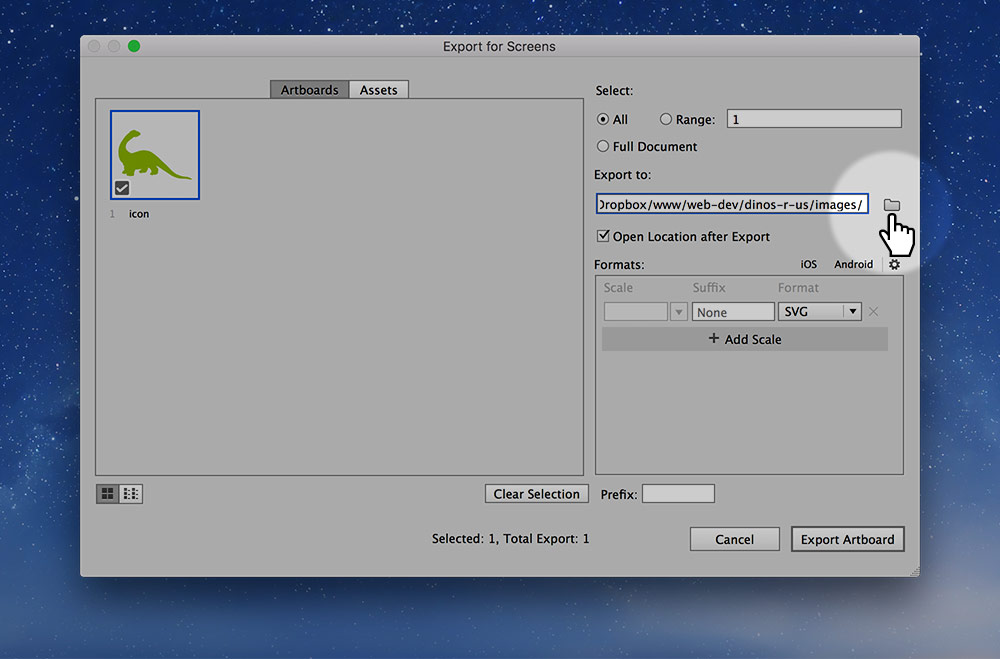 Export for Screens
Artboards
Assets
1 icon
Clear Selection
Selected: 1, Total Export: 1
Select:
All
Range: 1
Full Document
Export to:
Dropbox/www/web-dev/dinos-r-us/images/
Open Location after Export
Formats: iOS Android
Scale Suffix Format
None SVG
+ Add Scale
Prefix:
Cancel
Export Artboard